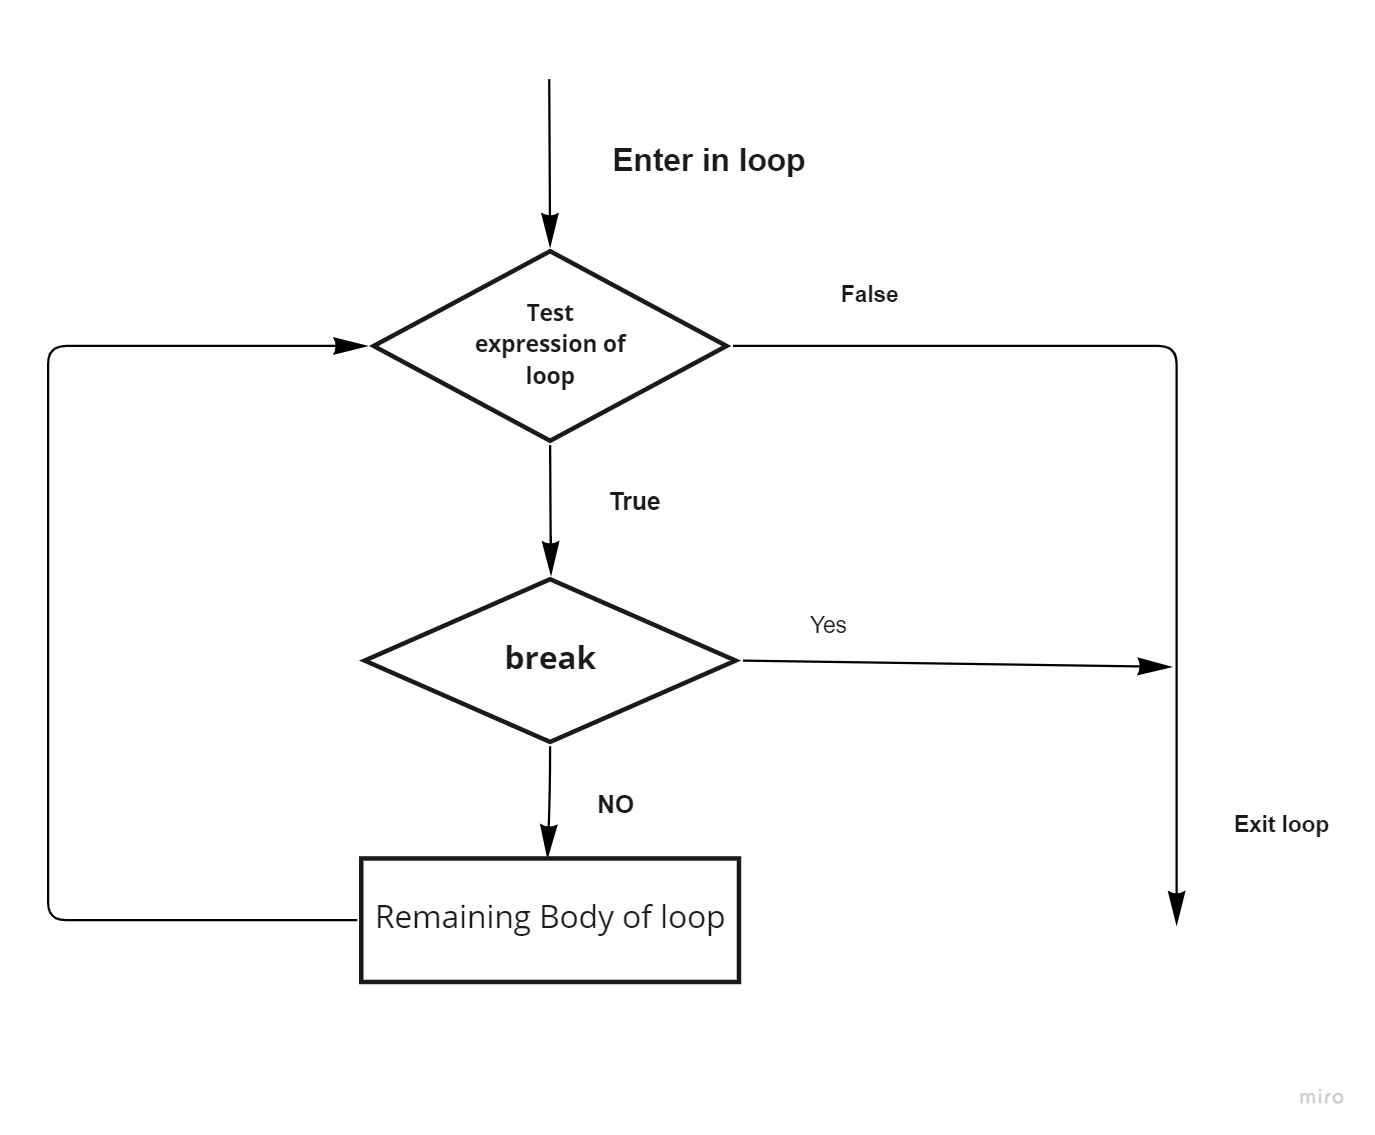 Enter in loop
False
Test
expression of
loop
True
Yes
break
NO
Exit loop
Remaining Body of loop
miro